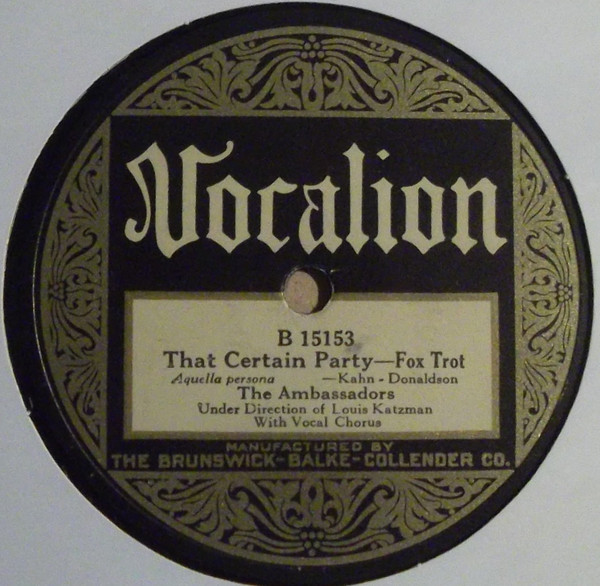 Vocalion
B 15153
That Certain Party—Fox Trot
Aquella persona —Kahn - Donaldson
The Ambassadors
Under Direction of Louis Katzman
With Vocal Chorus
MANUFACTURED BY
THE BRUNSWICK-BALKE-COLLENDER CO.